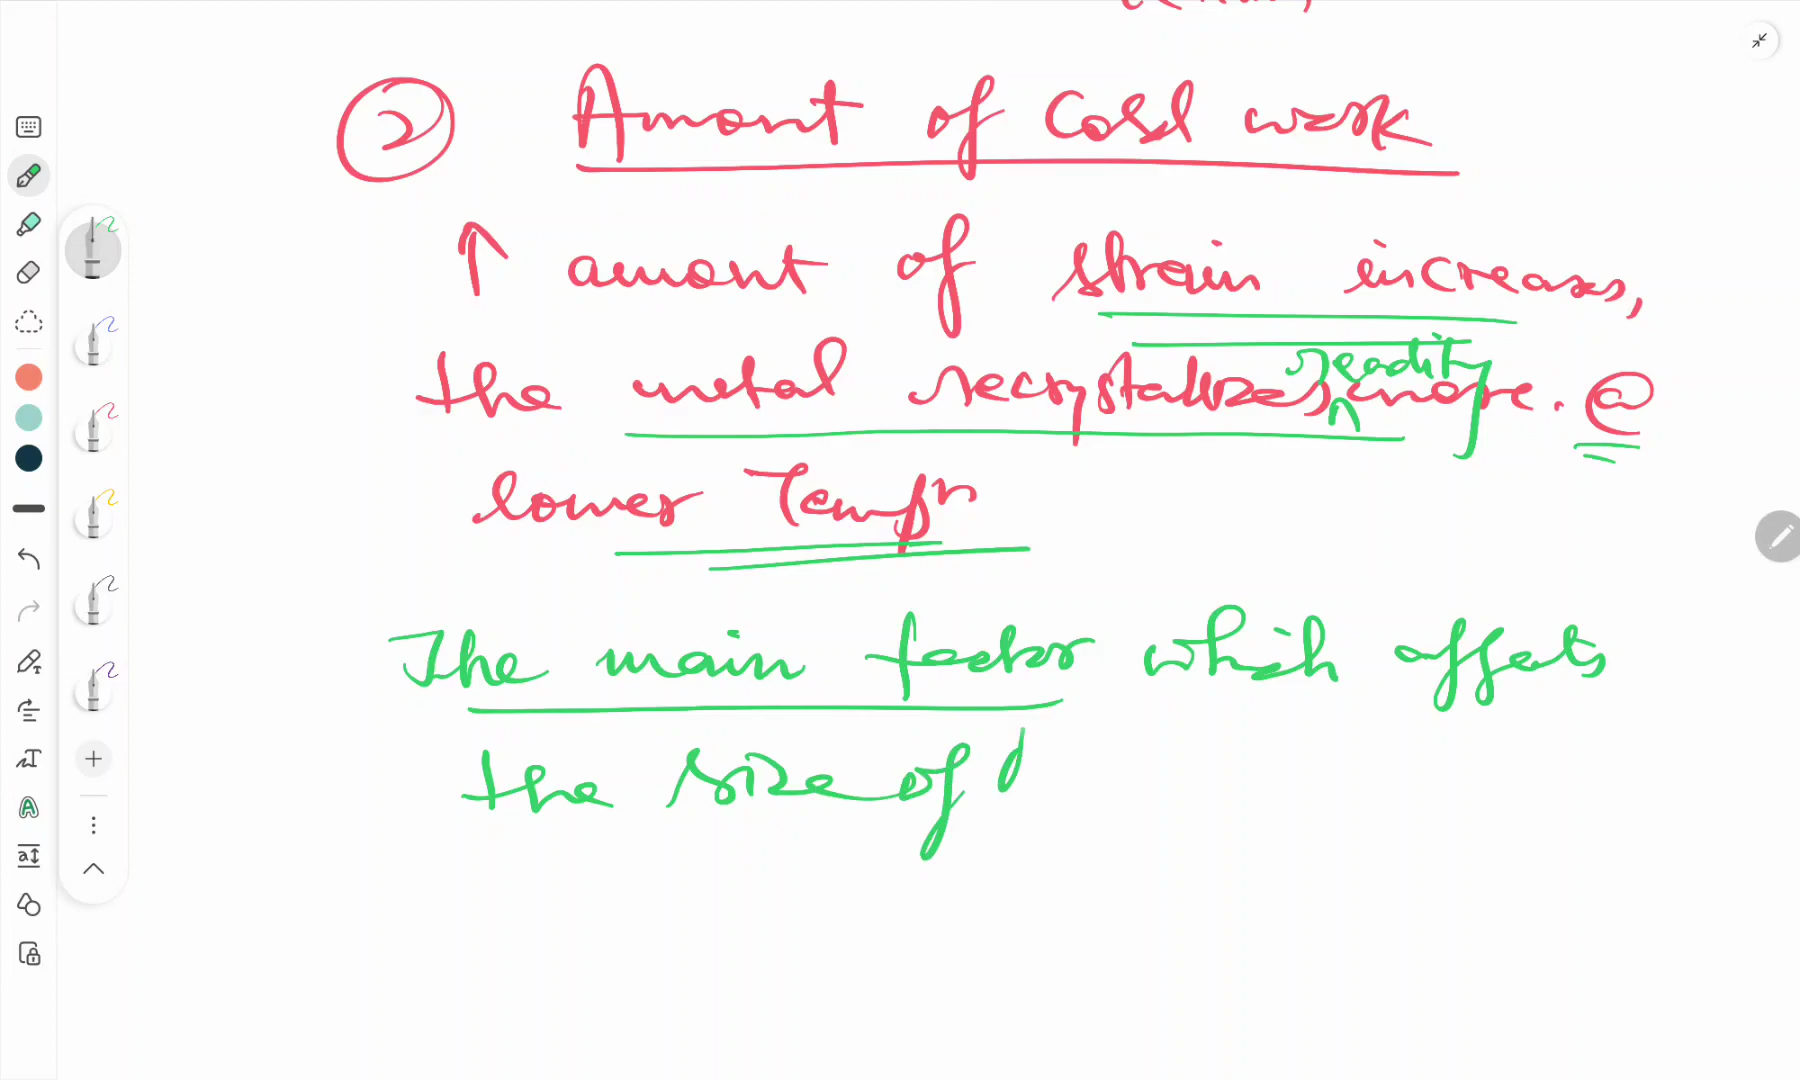 ② Amount of Cold work
↑ amount of strain increases,
readily
the metal recrystallizes more. @
lower Tempr
The main factor which affects
the size of